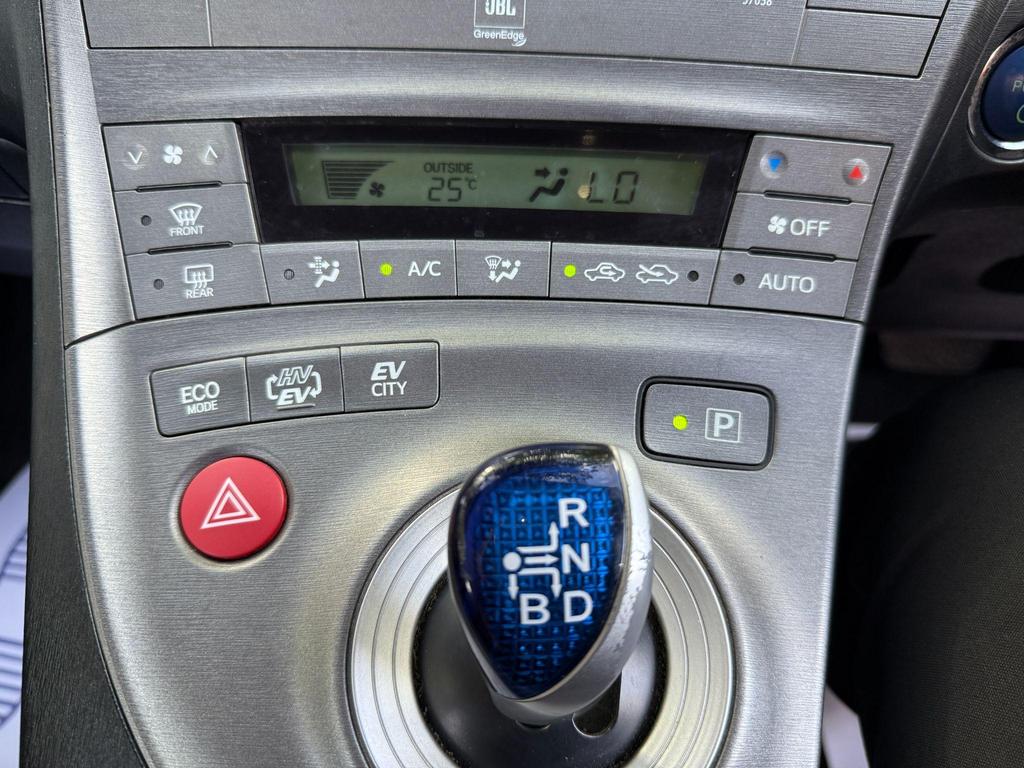 JBL
GreenEdge
OUTSIDE
25°C
LO
FRONT
OFF
REAR
A/C
AUTO
ECO
MODE
HV
EV
EV
CITY
P
R
N
B D